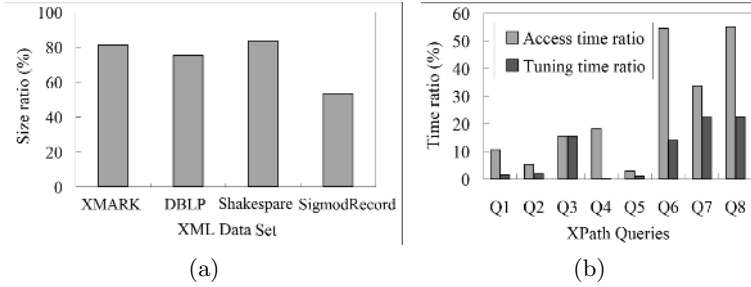 Size ratio (%)
100
80
60
40
20
0
XMARK DBLP Shakespare SigmodRecord
XML Data Set
(a)
Time ratio (%)
60
50
40
30
20
10
0
Access time ratio
Tuning time ratio
Q1 Q2 Q3 Q4 Q5 Q6 Q7 Q8
XPath Queries
(b)